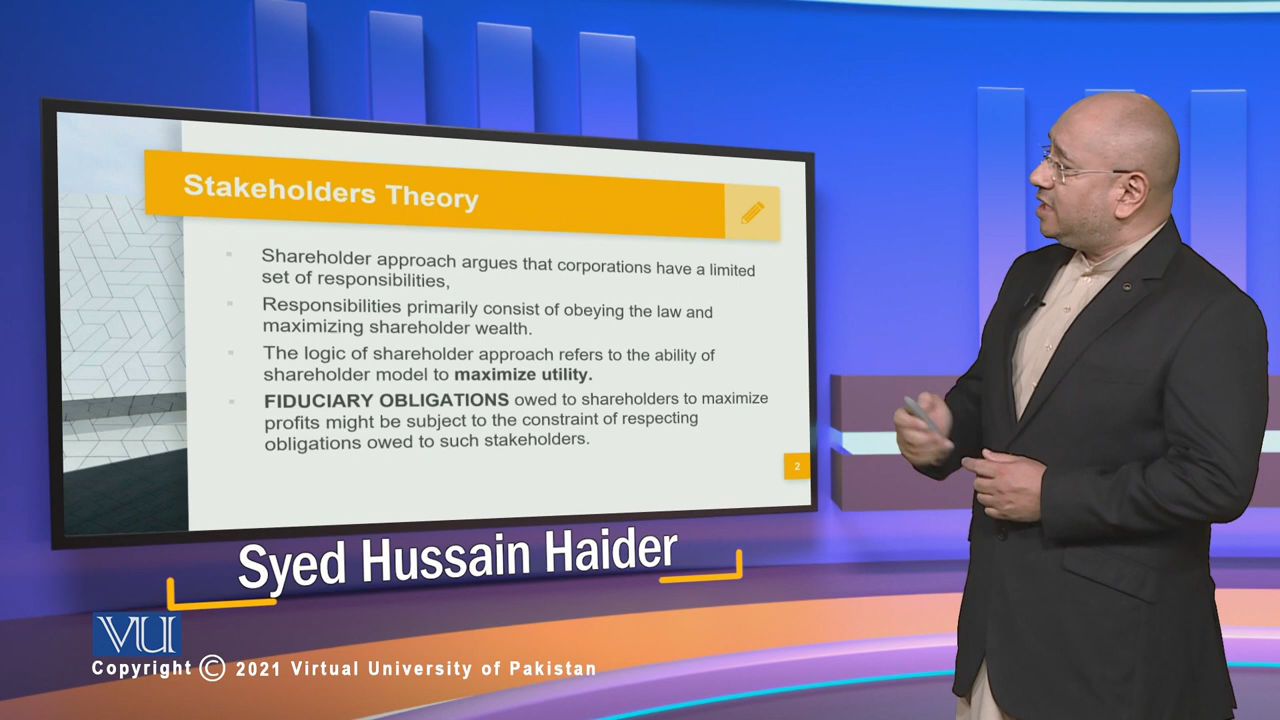 Stakeholders Theory
Shareholder approach argues that corporations have a limited
set of responsibilities,
Responsibilities primarily consist of obeying the law and
maximizing shareholder wealth.
The logic of shareholder approach refers to the ability of
shareholder model to maximize utility.
FIDUCIARY OBLIGATIONS owed to shareholders to maximize
profits might be subject to the constraint of respecting
obligations owed to such stakeholders.
2
Syed Hussain Haider
VU
Copyright © 2021 Virtual University of Pakistan